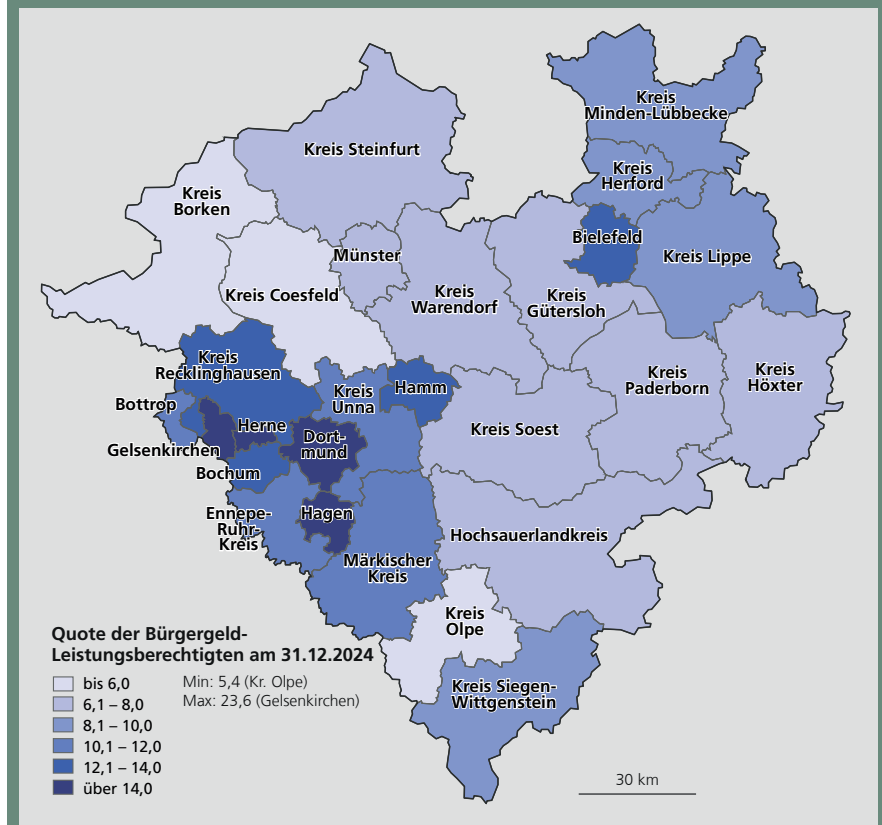 Kreis
Minden-Lübbecke
Kreis Steinfurt
Kreis
Herford
Kreis
Borken
Bielefeld
Münster
Kreis Lippe
Kreis Coesfeld
Kreis
Warendorf
Kreis
Gütersloh
Kreis
Recklinghausen
Kreis
Paderborn
Kreis
Höxter
Kreis
Unna
Hamm
Bottrop
Herne
Dort-
mund
Kreis Soest
Gelsenkirchen
Bochum
Ennepe-
Ruhr-
Kreis
Hagen
Hochsauerlandkreis
Märkischer
Kreis
Kreis
Olpe
Kreis Siegen-
Wittgenstein
Quote der Bürgergeld-
Leistungsberechtigten am 31.12.2024
bis 6,0
6,1 – 8,0
8,1 – 10,0
10,1 – 12,0
12,1 – 14,0
über 14,0
Min: 5,4 (Kr. Olpe)
Max: 23,6 (Gelsenkirchen)
30 km